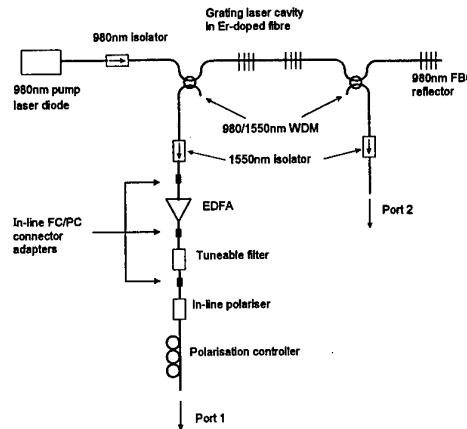 Grating laser cavity
in Er-doped fibre
980nm isolator
980nm pump
laser diode
980nm FBG
reflector
980/1550nm WDM
1550nm isolator
EDFA
Port 2
In-line FC/PC
connector
adapters
Tuneable filter
In-line polariser
Polarisation controller
Port 1